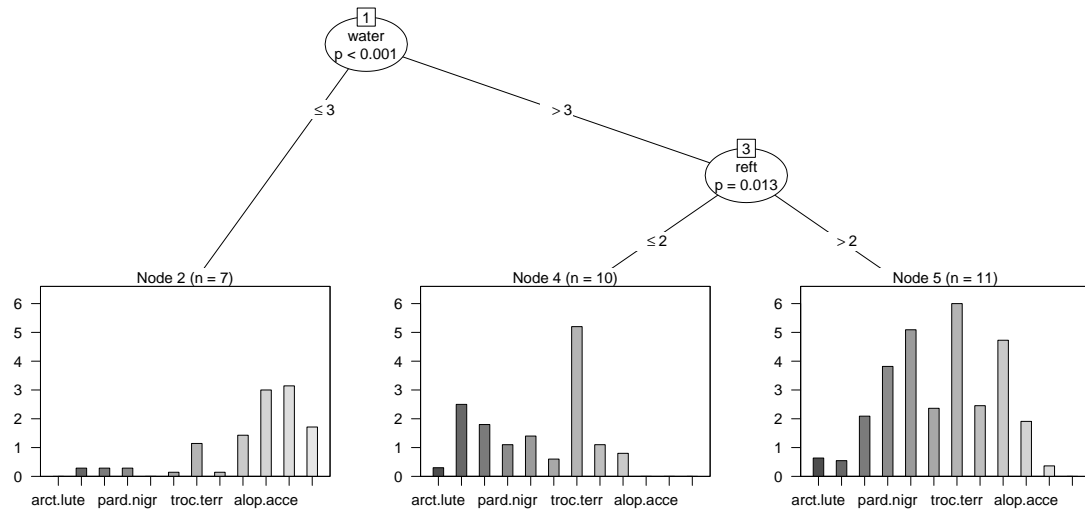 1
water
p < 0.001
≤ 3
> 3
3
reft
p = 0.013
≤ 2
> 2
Node 2 (n = 7)
6
5
4
3
2
1
0
arct.lute pard.nigr troc.terr alop.acce
Node 4 (n = 10)
6
5
4
3
2
1
0
arct.lute pard.nigr troc.terr alop.acce
Node 5 (n = 11)
6
5
4
3
2
1
0
arct.lute pard.nigr troc.terr alop.acce